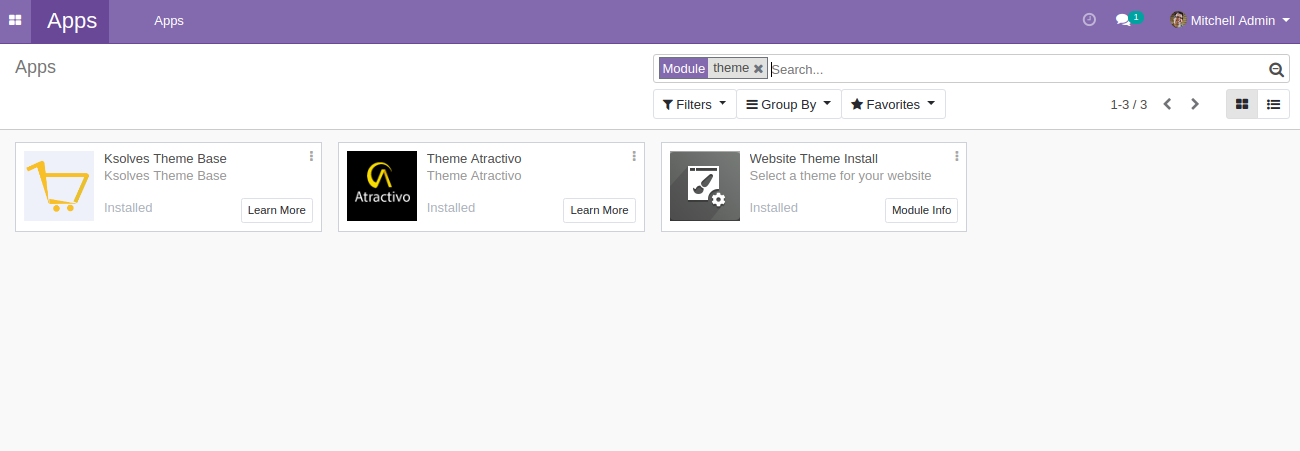 Apps
Apps
1
Mitchell Admin
Apps
Module theme Search...
Filters
Group By
Favorites
1-3 / 3
Ksolves Theme Base
Ksolves Theme Base
Installed
Learn More
Atractivo
Theme Atractivo
Theme Atractivo
Installed
Learn More
Website Theme Install
Select a theme for your website
Installed
Module Info